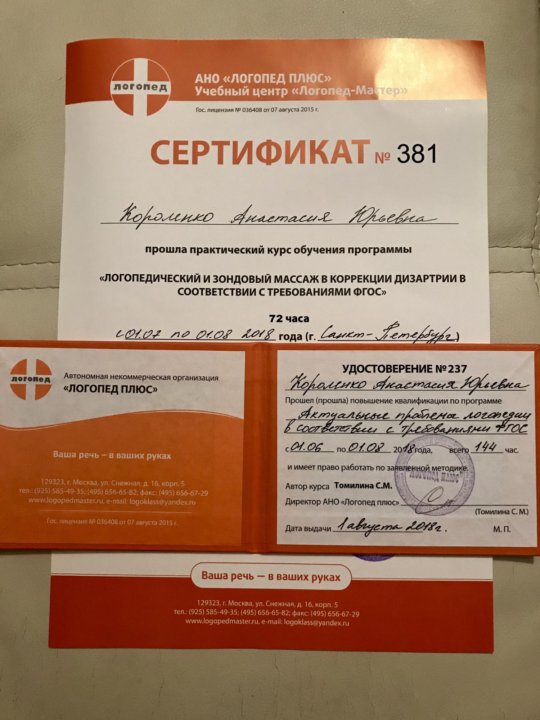 логопед
АНО «ЛОГОПЕД ПЛЮС»
Учебный центр «Логопед-Мастер»
Гос. лицензия № 036408 от 07 августа 2015 г.
СЕРТИФИКАТ № 381
Короленко Анастасия Юрьевна
прошла практический курс обучения программы
«ЛОГОПЕДИЧЕСКИЙ И ЗОНДОВЫЙ МАССАЖ В КОРРЕКЦИИ ДИЗАРТРИИ В
СООТВЕТСТВИИ С ТРЕБОВАНИЯМИ ФГОС»
72 часа
с 01.07 по 01.08 2018 года (г. Санкт-Петербург)
логопед
Автономная некоммерческая организация
«ЛОГОПЕД ПЛЮС»
Ваша речь — в ваших руках
129323, г. Москва, ул. Снежная, д. 16, корп. 5
тел.: (925) 585-49-35; (495) 656-65-82; факс: (495) 656-67-29
www.logopedmaster.ru, e-mail: logoklass@yandex.ru
Гос. лицензия № 036408 от 07 августа 2015 г.
УДОСТОВЕРЕНИЕ №237
Короленко Анастасия Юрьевна
Прошел (прошла) повышение квалификации по программе
Актуальные проблемы логопедии
в соответствии с требованиями ФГОС
с 01.06 по 01.08 2018 года, всего 144 час.
и имеет право работать по заявленной методике.
Автор курса Томилина С.М.
Директор АНО «Логопед плюс»
(Томилина С. М.)
Дата выдачи 1 августа 2018г. М. П.
Ваша речь — в ваших руках
129323, г. Москва, ул. Снежная, д. 16, корп. 5
тел.: (925) 585-49-35; (495) 656-65-82; факс: (495) 656-67-29
www.logopedmaster.ru, e-mail: logoklass@yandex.ru